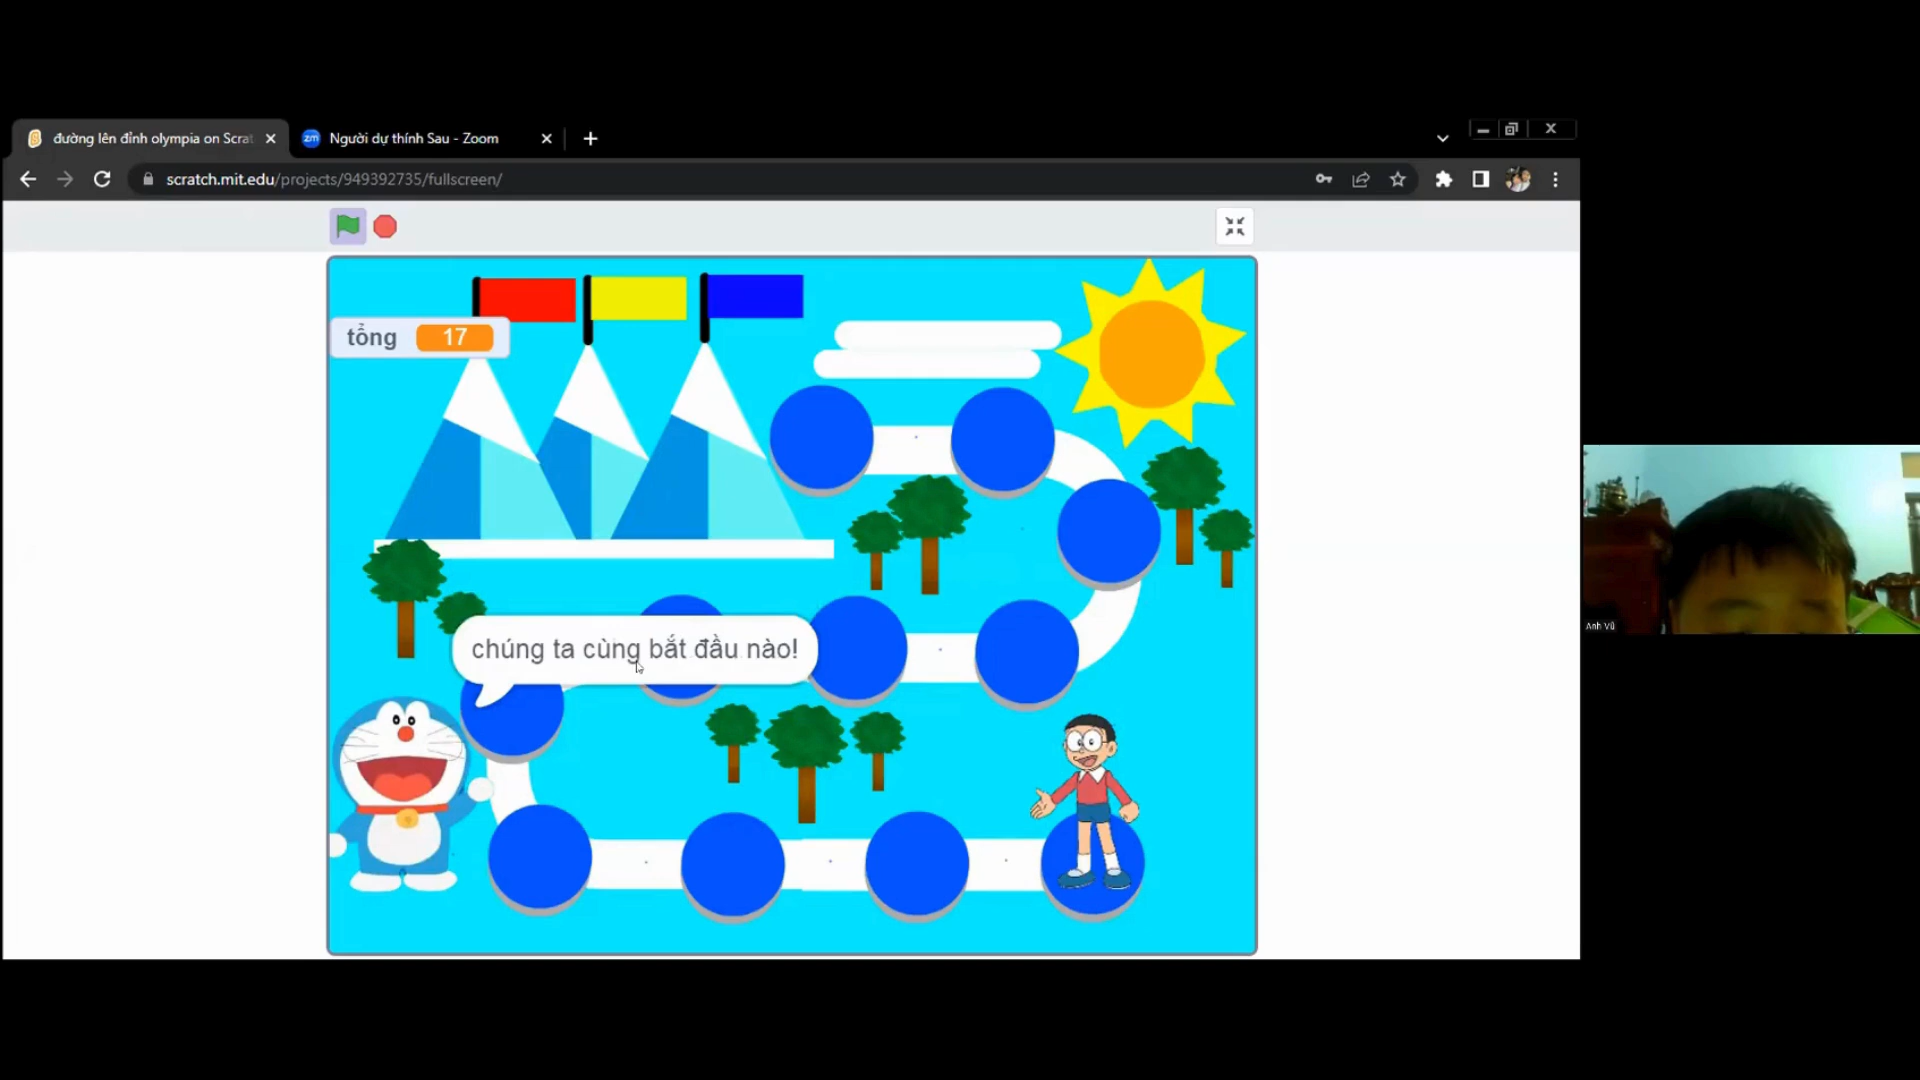 đường lên đỉnh olympia on Scrat
Người dự thính Sau - Zoom
scratch.mit.edu/projects/949392735/fullscreen/
tổng 17
chúng ta cùng bắt đầu nào!
Anh Vũ
zm